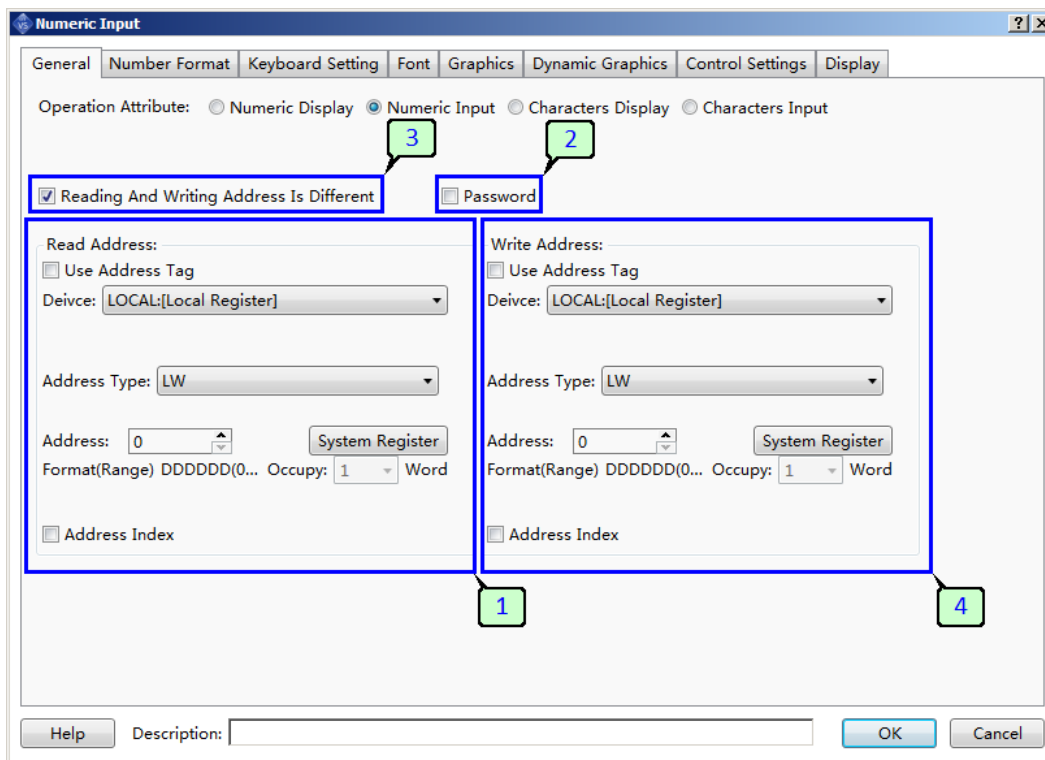 VS Numeric Input
General Number Format Keyboard Setting Font Graphics Dynamic Graphics Control Settings Display
Operation Attribute: Numeric Display Numeric Input Characters Display Characters Input
3 2
Reading And Writing Address Is Different Password
Read Address: Write Address:
Use Address Tag Use Address Tag
Deivce: LOCAL:[Local Register] Deivce: LOCAL:[Local Register]
Address Type: LW Address Type: LW
Address: 0 System Register Address: 0 System Register
Format(Range) DDDDDD(0... Occupy: 1 Word Format(Range) DDDDDD(0... Occupy: 1 Word
Address Index Address Index
1 4
Help Description: OK Cancel